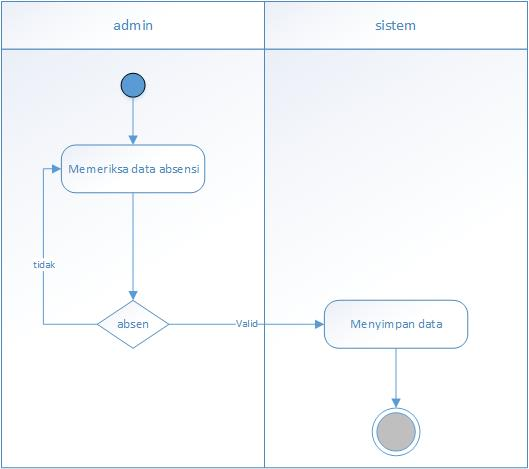 admin
sistem
Memeriksa data absensi
tidak
absen
Valid
Menyimpan data